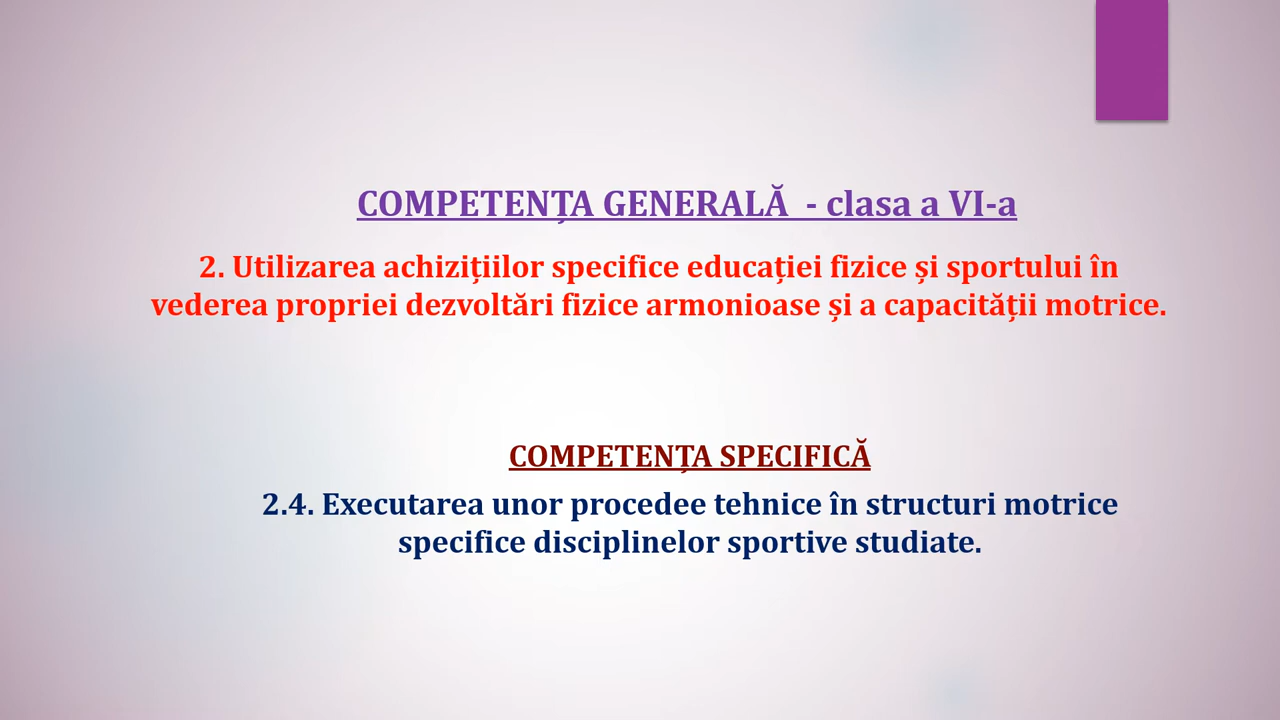 COMPETENȚA GENERALĂ  - clasa a VI-a
2. Utilizarea achizițiilor specifice educației fizice și sportului în
vederea propriei dezvoltări fizice armonioase și a capacității motrice.
COMPETENȚA SPECIFICĂ
2.4. Executarea unor procedee tehnice în structuri motrice
specifice disciplinelor sportive studiate.